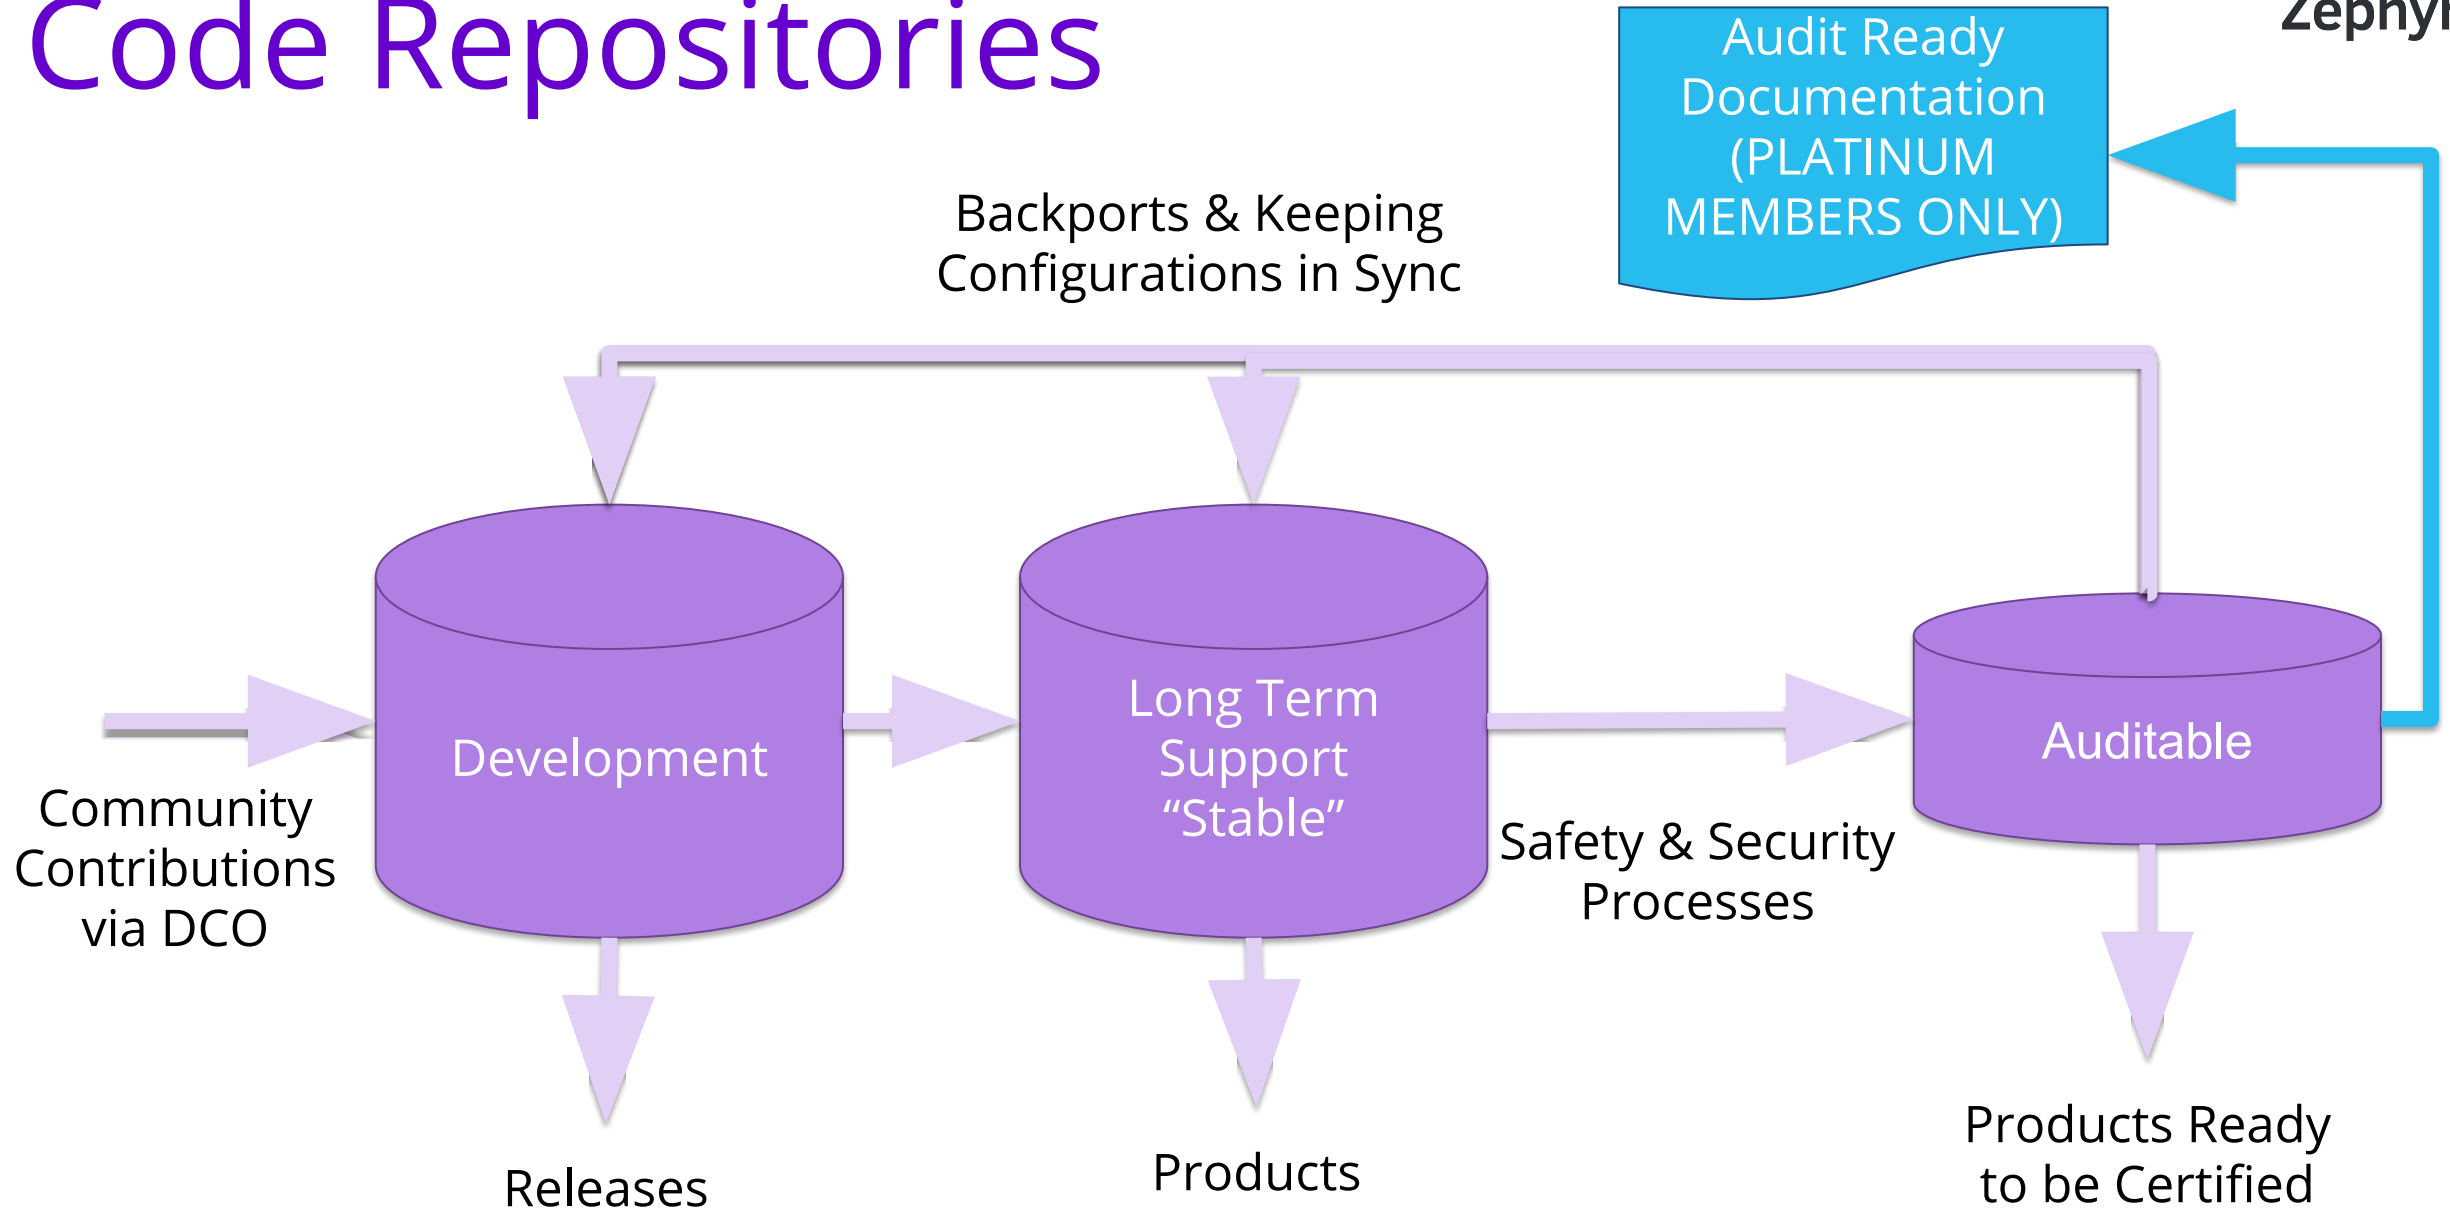 Code Repositories
Zephyr
Audit Ready
Documentation
(PLATINUM
MEMBERS ONLY)
Backports & Keeping
Configurations in Sync
Development
Long Term
Support
“Stable”
Auditable
Community
Contributions
via DCO
Safety & Security
Processes
Releases
Products
Products Ready
to be Certified